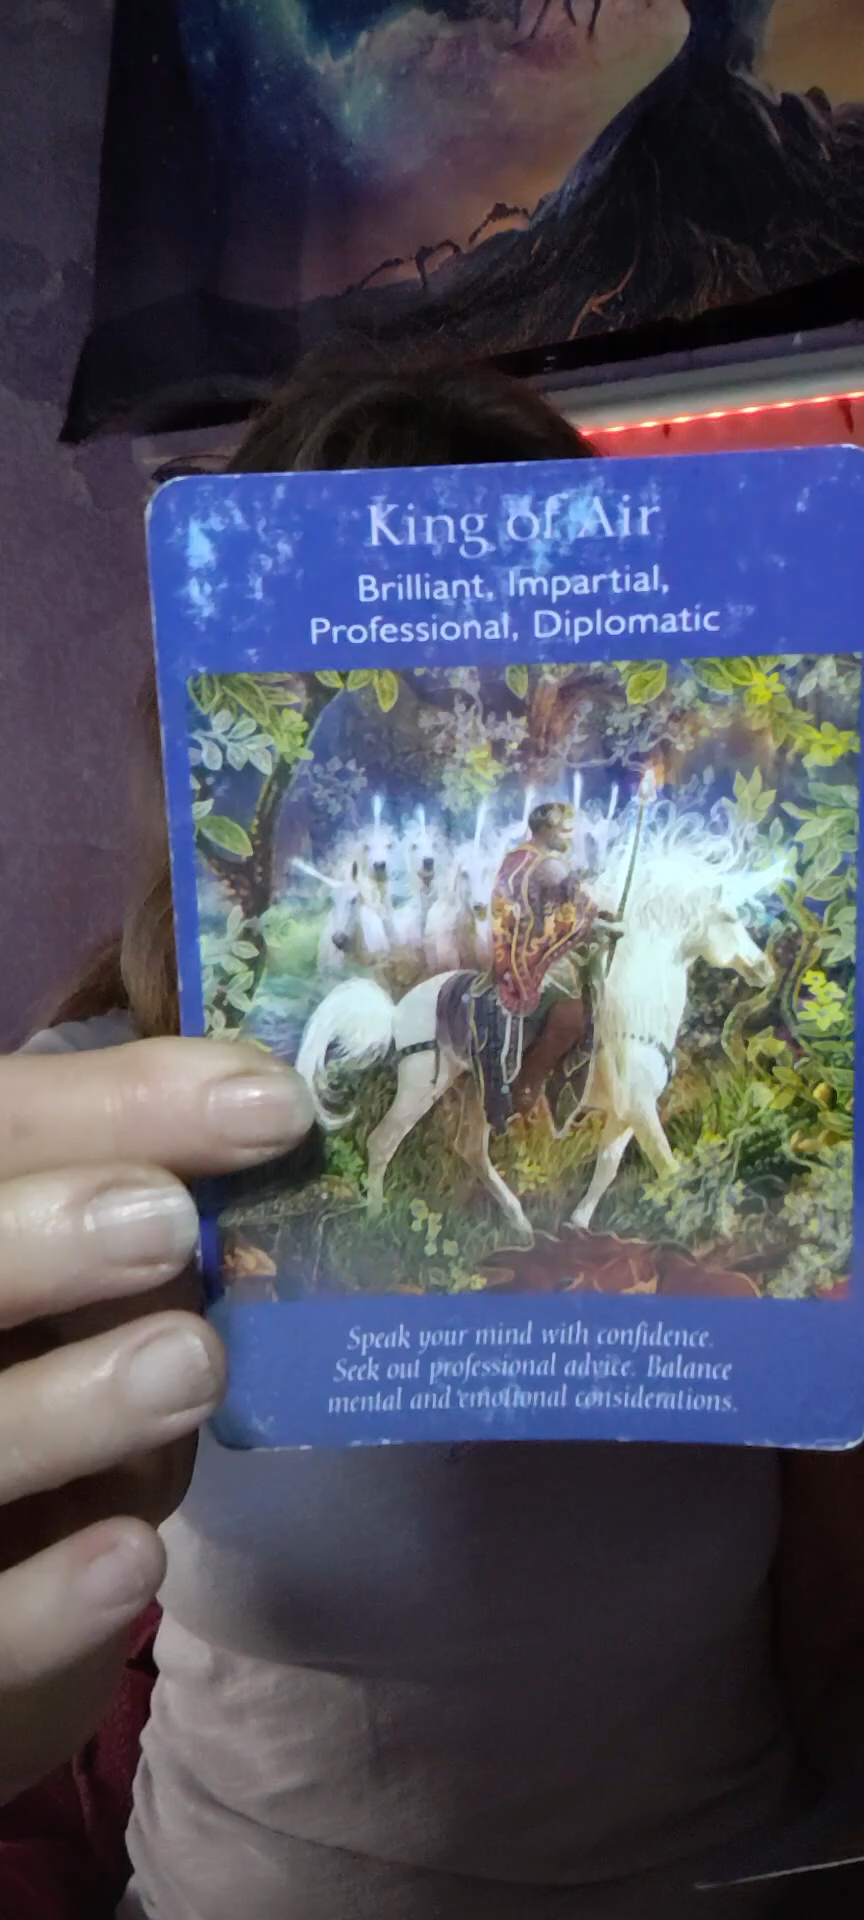 King of Air
Brilliant, Impartial,
Professional, Diplomatic
Speak your mind with confidence.
Seek out professional advice. Balance
mental and emotional considerations.